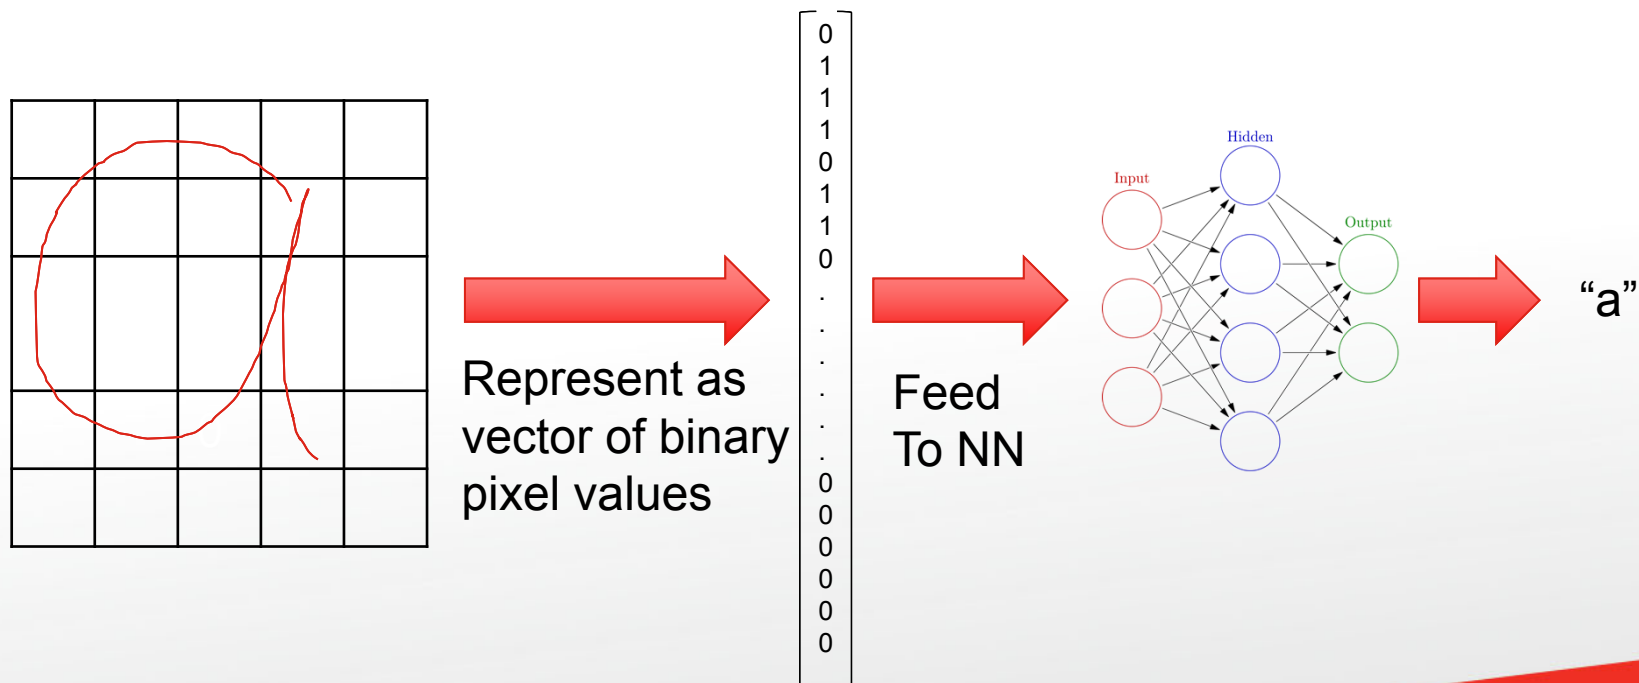 Represent as
vector of binary
pixel values
0
1
1
1
0
1
1
0
.
.
.
.
.
.
0
0
0
0
0
0
Feed
To NN
Input
Hidden
Output
“a”